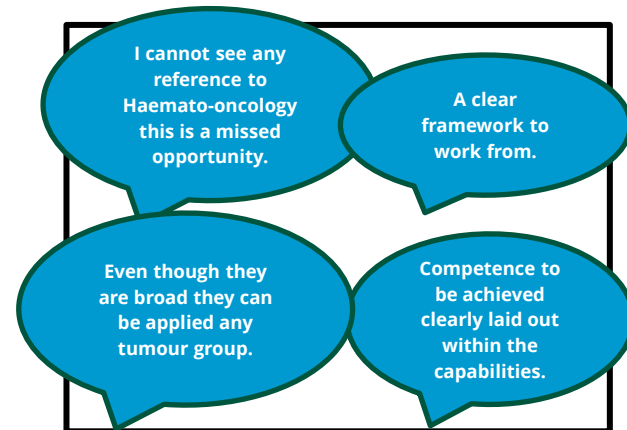 I cannot see any
reference to
Haemato-oncology
this is a missed
opportunity.
A clear
framework to
work from.
Even though they
are broad they can
be applied any
tumour group.
Competence to
be achieved
clearly laid out
within the
capabilities.